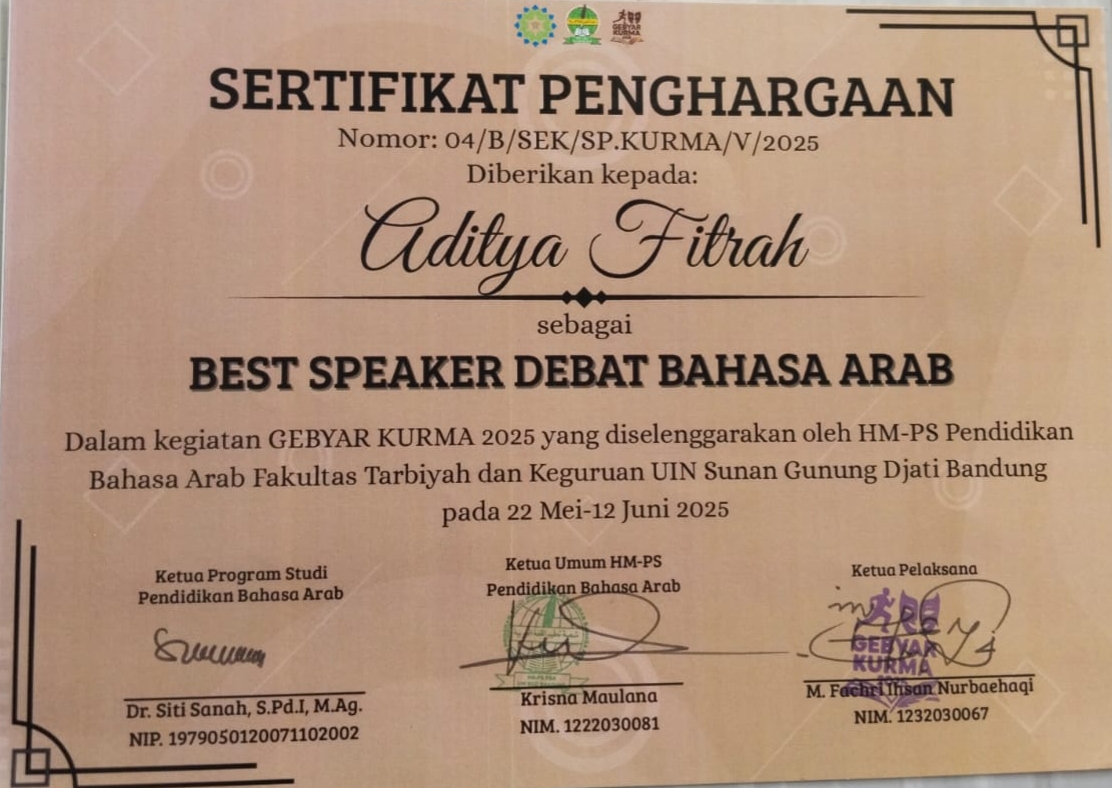 GEBYAR
KURMA
SERTIFIKAT PENGHARGAAN
Nomor: 04/B/SEK/SP.KURMA/V/2025
Diberikan kepada:
Aditya Fitrah
sebagai
BEST SPEAKER DEBAT BAHASA ARAB
Dalam kegiatan GEBYAR KURMA 2025 yang diselenggarakan oleh HM-PS Pendidikan
Bahasa Arab Fakultas Tarbiyah dan Keguruan UIN Sunan Gunung Djati Bandung
pada 22 Mei-12 Juni 2025
Ketua Program Studi
Pendidikan Bahasa Arab
Dr. Siti Sanah, S.Pd.I, M.Ag.
NIP. 1979050120071102002
Ketua Umum HM-PS
Pendidikan Bahasa Arab
Krisna Maulana
NIM. 1222030081
Ketua Pelaksana
GEBYAR
KURMA
M. Fachri Ihsan Nurbaehaqi
NIM. 1232030067